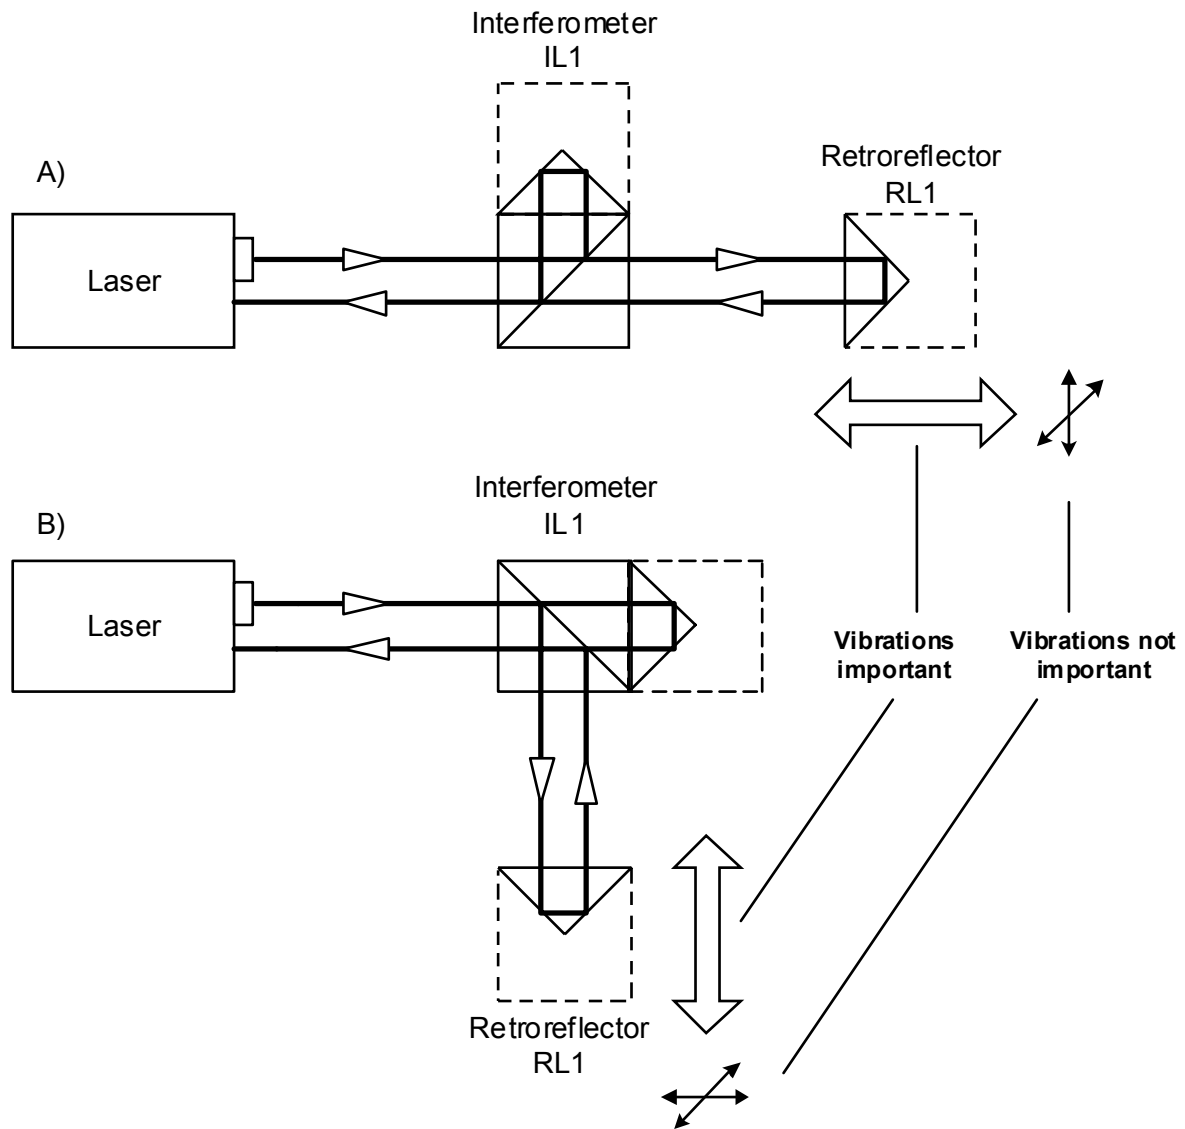 Interferometer
IL1
A)
Retroreflector
RL1
Laser
Interferometer
IL1
B)
Laser
Vibrations
important
Vibrations not
important
Retroreflector
RL1